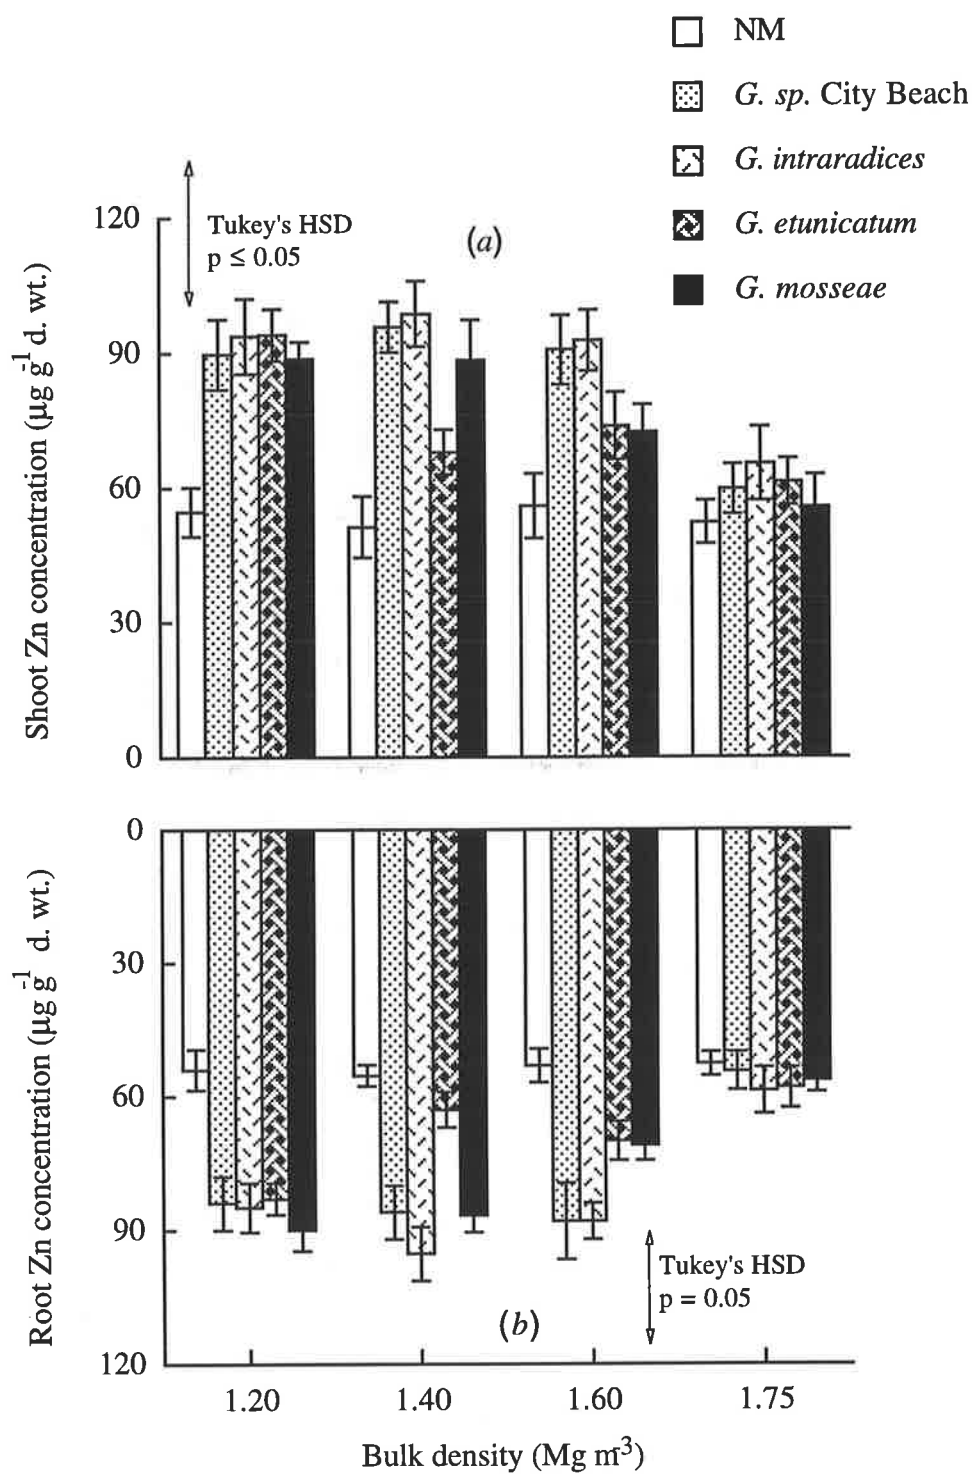 NM
G. sp. City Beach
G. intraradices
G. etunicatum
G. mosseae
Tukey's HSD
p ≤ 0.05
(a)
120
90
60
30
0
Shoot Zn concentration (µg g⁻¹ d. wt.)
0
30
60
90
120
Root Zn concentration (µg g⁻¹ d. wt.)
Tukey's HSD
p = 0.05
(b)
1.20 1.40 1.60 1.75
Bulk density (Mg m⁻³)